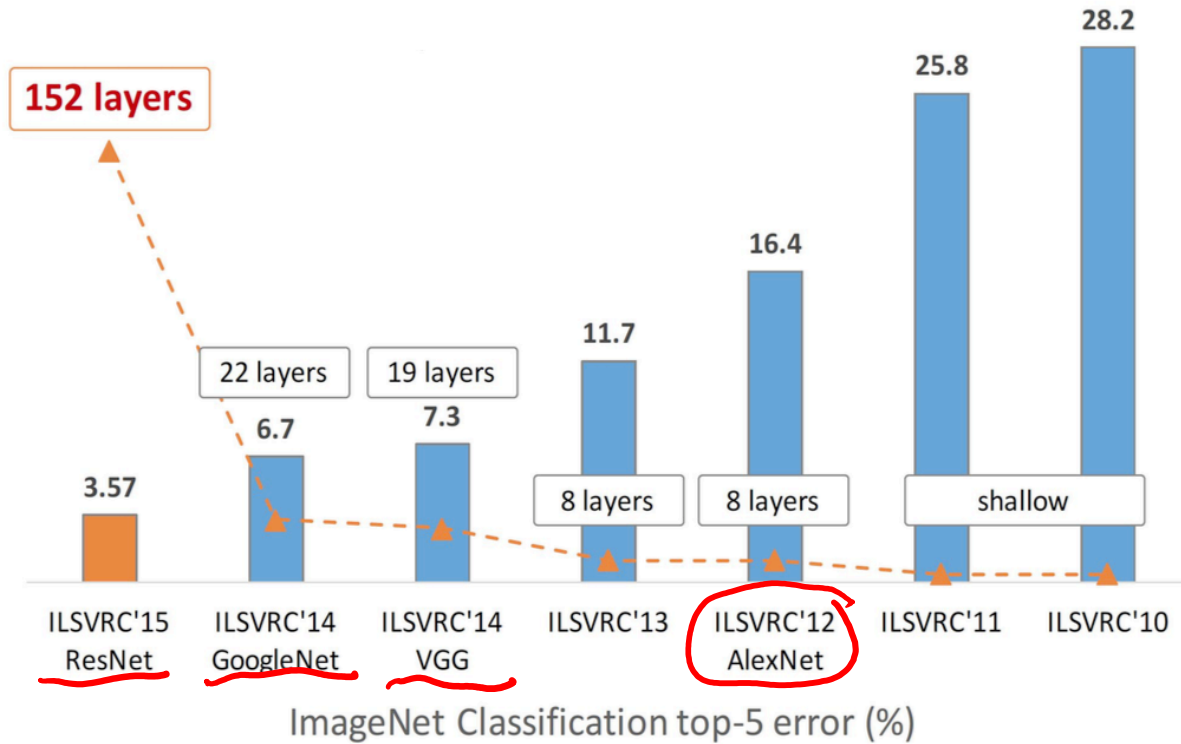 28.2
25.8
152 layers
16.4
11.7
22 layers
19 layers
7.3
6.7
3.57
8 layers
8 layers
shallow
ILSVRC'15
ResNet
ILSVRC'14
GoogleNet
ILSVRC'14
VGG
ILSVRC'13
ILSVRC'12
AlexNet
ILSVRC'11
ILSVRC'10
ImageNet Classification top-5 error (%)